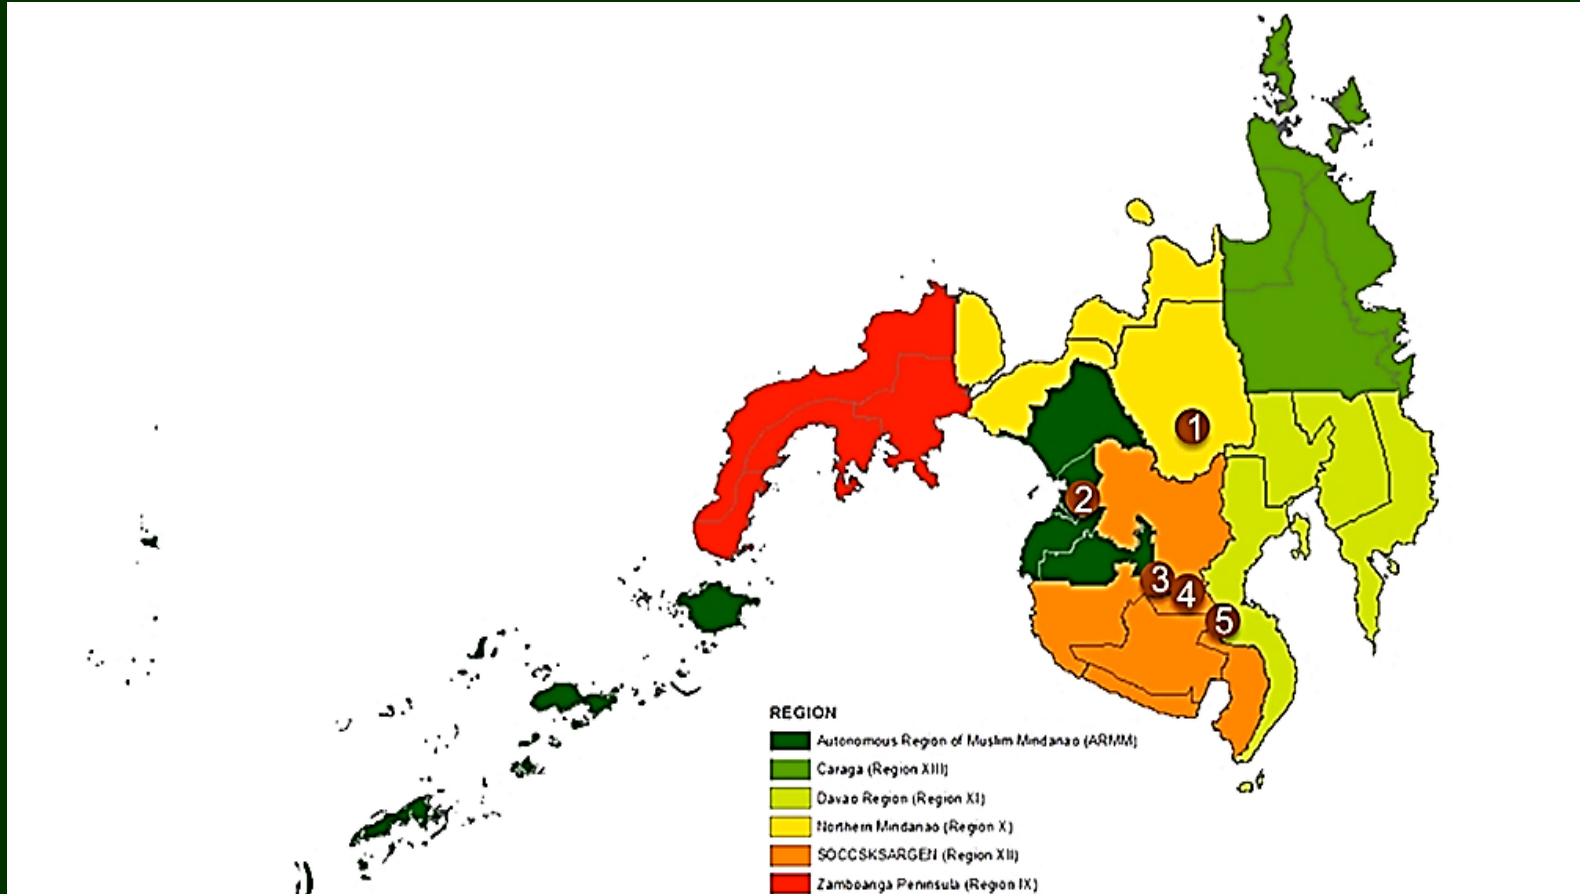 1
2
3
4
5
REGION
Autonomous Region of Muslim Mindanao (ARMM)
Caraga (Region XIII)
Davao Region (Region XI)
Northern Mindanao (Region X)
SOCCSKSARGEN (Region XII)
Zamboanga Peninsula (Region IX)